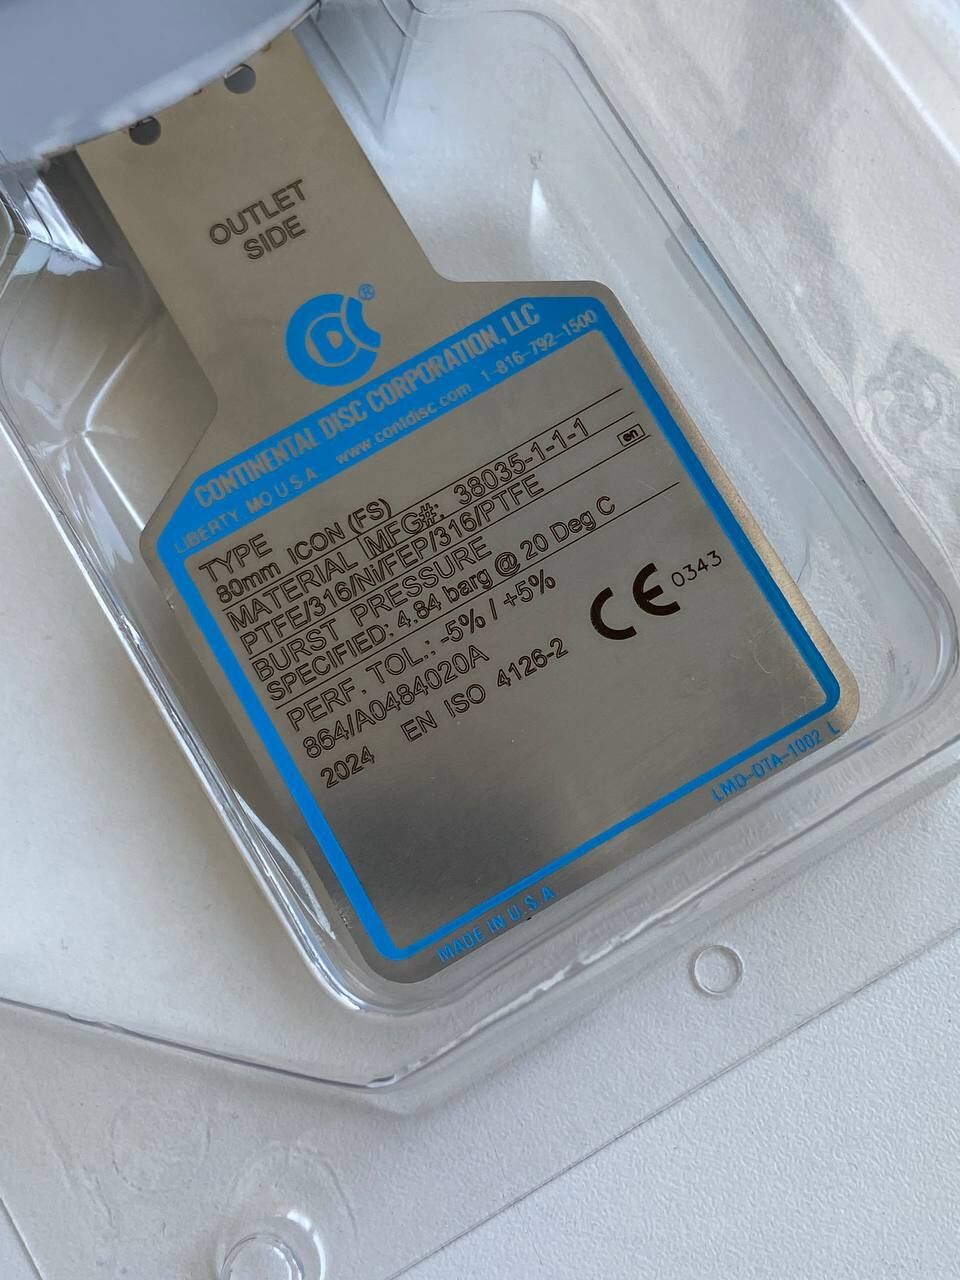 OUTLET
SIDE
CDC®
CONTINENTAL DISC CORPORATION, LLC
LIBERTY, MO U.S.A. www.contdisc.com 1-816-792-1500
TYPE
80mm ICON (FS)
MATERIAL MFG#: 38035-1-1-1
PTFE/316/Ni/FEP/316/PTFE en
BURST PRESSURE
SPECIFIED: 4.84 barg @ 20 Deg C
PERF. TOL.: -5% / +5%
864/A0484020A CE 0343
2024 EN ISO 4126-2
MADE IN U.S.A LMD-DTA-1002 L